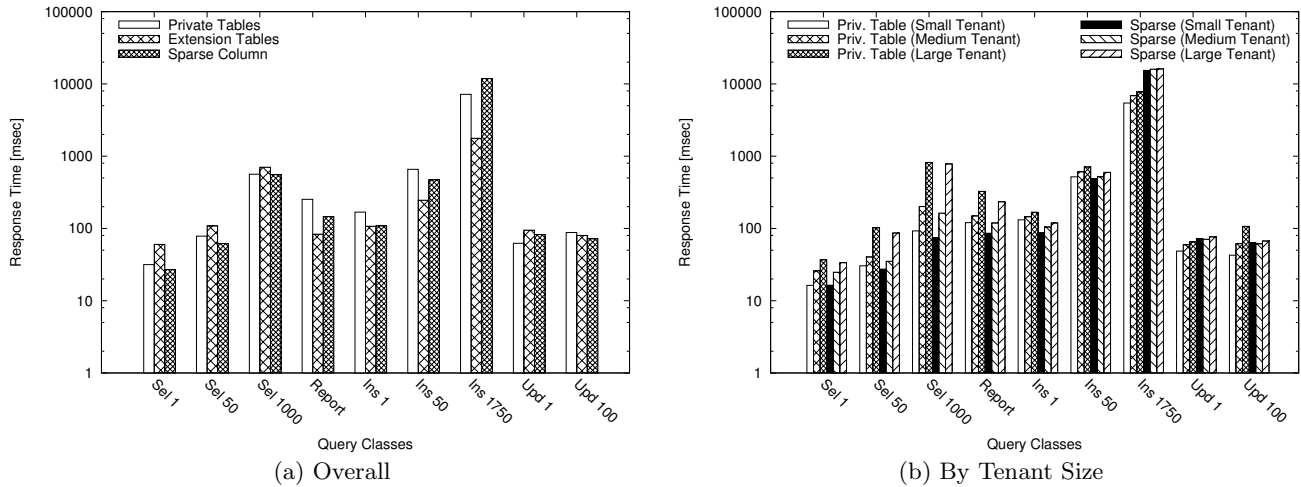 100000
10000
1000
100
10
1
Response Time [msec]
Private Tables
Extension Tables
Sparse Column
Sel 1
Sel 50
Sel 1000
Report
Ins 1
Ins 50
Ins 1750
Upd 1
Upd 100
Query Classes
(a) Overall
100000
10000
1000
100
10
1
Response Time [msec]
Priv. Table (Small Tenant)
Priv. Table (Medium Tenant)
Priv. Table (Large Tenant)
Sparse (Small Tenant)
Sparse (Medium Tenant)
Sparse (Large Tenant)
Sel 1
Sel 50
Sel 1000
Report
Ins 1
Ins 50
Ins 1750
Upd 1
Upd 100
Query Classes
(b) By Tenant Size